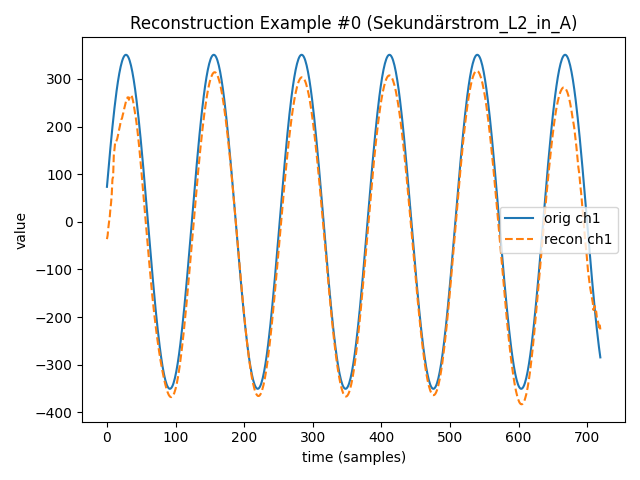 Reconstruction Example #0 (Sekundärstrom_L2_in_A)
value
300
200
100
0
−100
−200
−300
−400
orig ch1
recon ch1
0 100 200 300 400 500 600 700
time (samples)